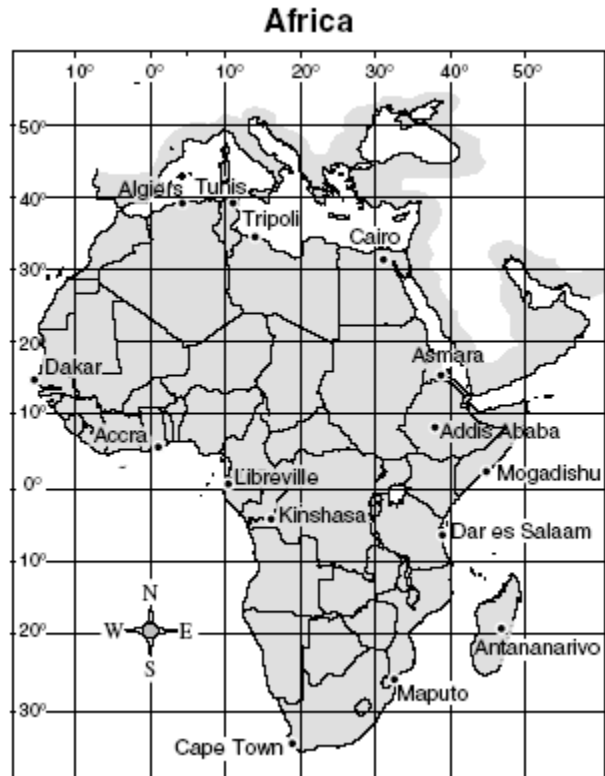 Africa
10° 0° 10° 20° 30° 40° 50°
50°
Algiers Tunis
40°
Tripoli
Cairo
30°
20°
Asmara
Dakar
10°
Accra Addis Ababa
Libreville Mogadishu
0°
Kinshasa
Dar es Salaam
10°
N
W E
20°
S
Antananarivo
Maputo
30°
Cape Town